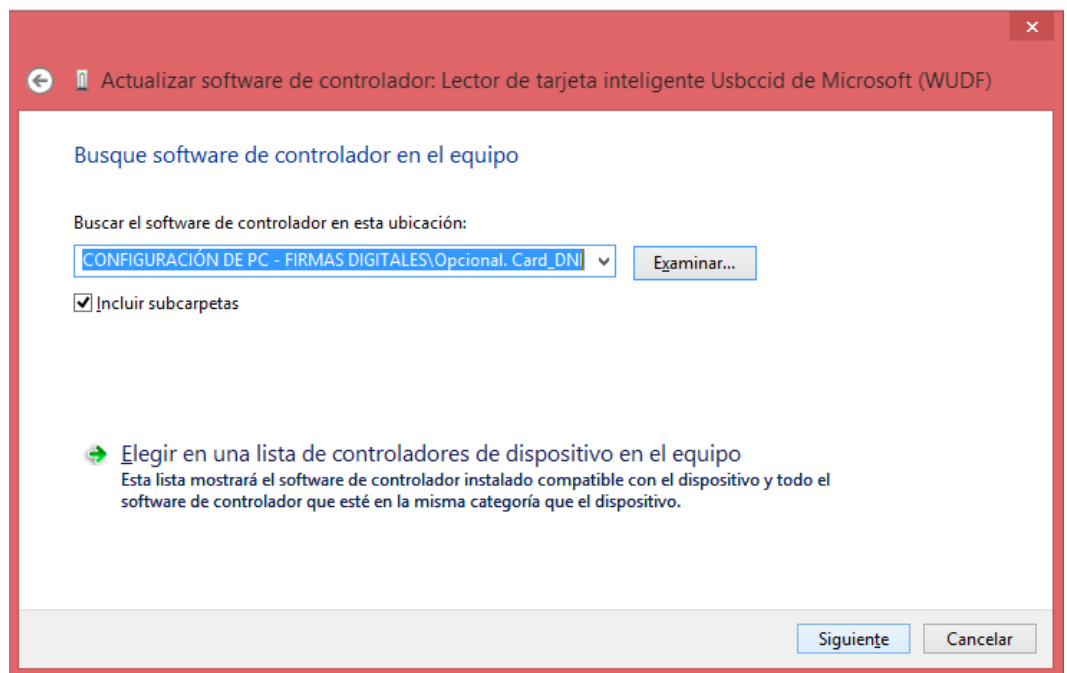 Actualizar software de controlador: Lector de tarjeta inteligente Usbccid de Microsoft (WUDF)
Busque software de controlador en el equipo
Buscar el software de controlador en esta ubicación:
CONFIGURACIÓN DE PC - FIRMAS DIGITALES\Opcional. Card_DNI
Examinar...
Incluir subcarpetas
Elegir en una lista de controladores de dispositivo en el equipo
Esta lista mostrará el software de controlador instalado compatible con el dispositivo y todo el
software de controlador que esté en la misma categoría que el dispositivo.
Siguiente Cancelar